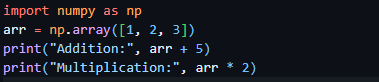 import numpy as np
arr = np.array([1, 2, 3])
print("Addition:", arr + 5)
print("Multiplication:", arr * 2)